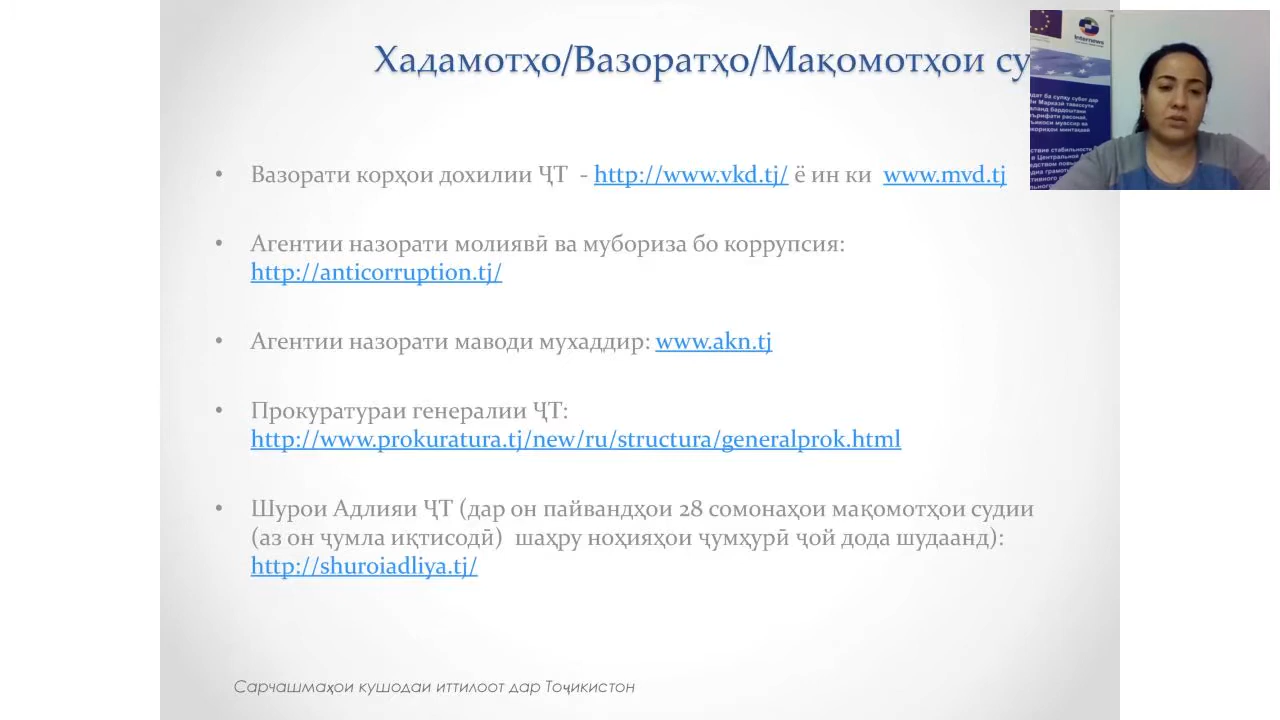 Хадамотҳо/Вазоратҳо/Мақомотҳои су
Internews
• Вазорати корҳои дохилии ҶТ - http://www.vkd.tj/ ё ин ки www.mvd.tj
• Агентии назорати молиявӣ ва мубориза бо коррупсия:
http://anticorruption.tj/
• Агентии назорати маводи мухаддир: www.akn.tj
• Прокуратураи генералии ҶТ:
http://www.prokuratura.tj/new/ru/structura/generalprok.html
• Шурои Адлияи ҶТ (дар он пайвандҳои 28 сомонаҳои мақомотҳои судии
(аз он ҷумла иқтисодӣ) шаҳру ноҳияҳои ҷумҳурӣ ҷой дода шудаанд):
http://shuroiadliya.tj/
Сарчашмаҳои кушодаи иттилоот дар Тоҷикистон